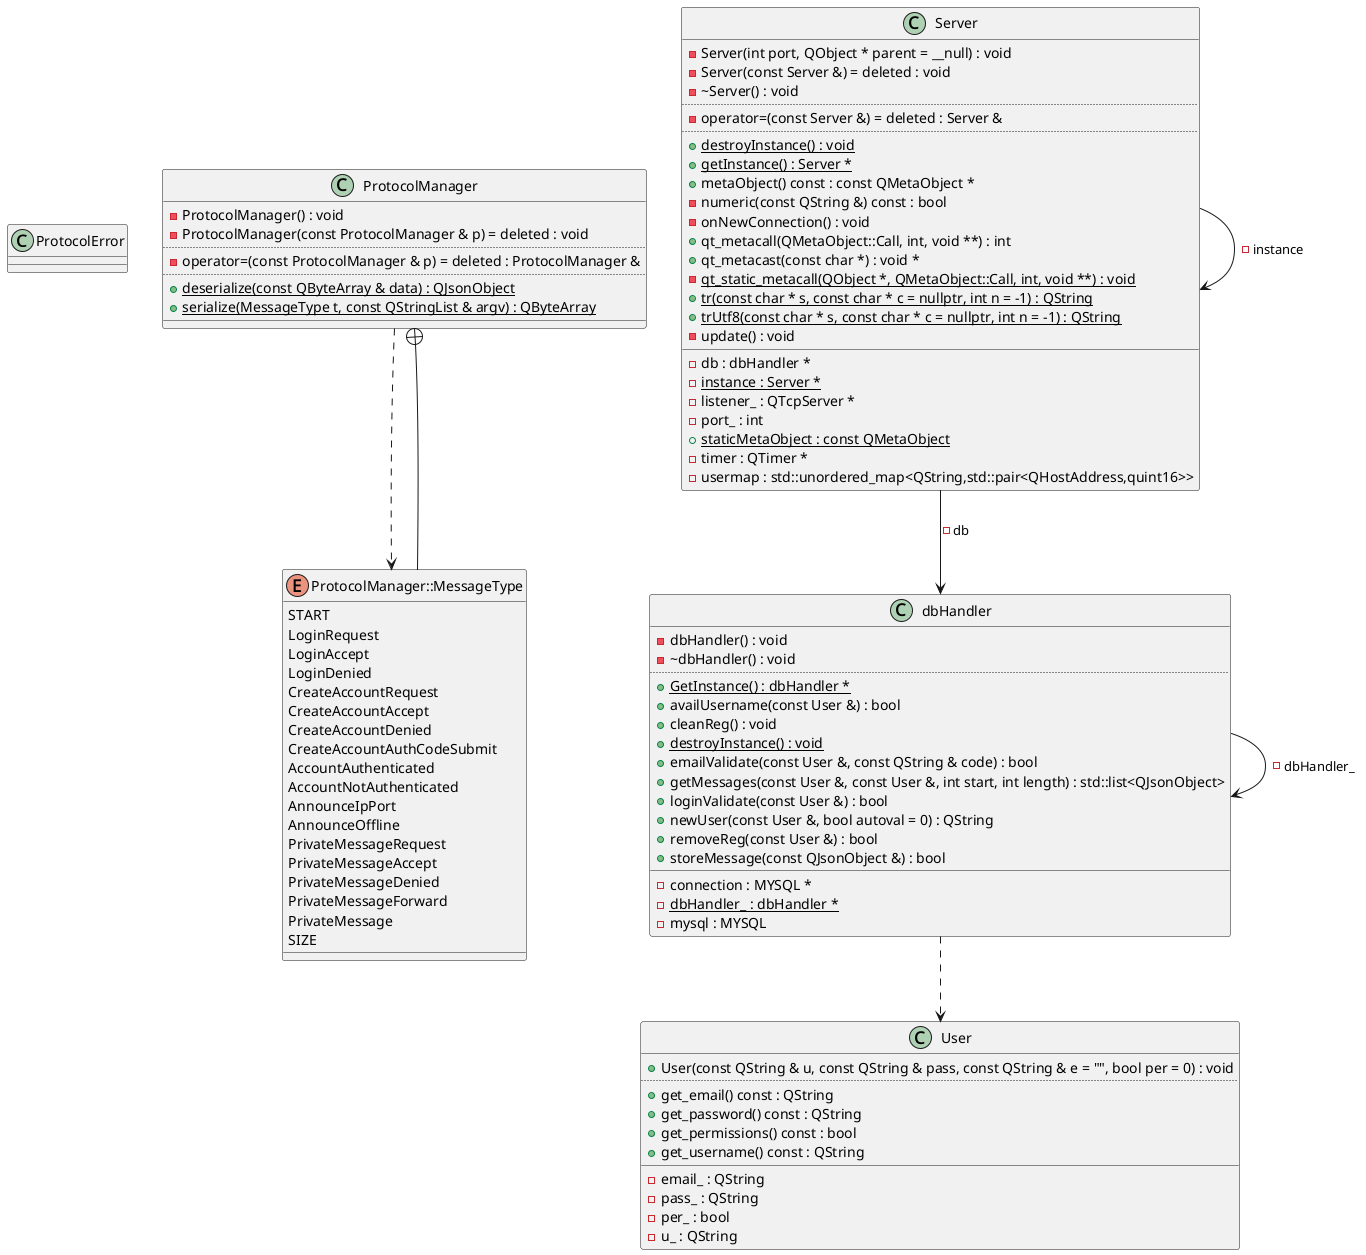 C ProtocolError
C ProtocolManager
ProtocolManager() : void
ProtocolManager(const ProtocolManager & p) = deleted : void
operator=(const ProtocolManager & p) = deleted : ProtocolManager &
deserialize(const QByteArray & data) : QJsonObject
serialize(MessageType t, const QStringList & argv) : QByteArray
C Server
Server(int port, QObject * parent = __null) : void
Server(const Server &) = deleted : void
~Server() : void
operator=(const Server &) = deleted : Server &
destroyInstance() : void
getInstance() : Server *
metaObject() const : const QMetaObject *
numeric(const QString &) const : bool
onNewConnection() : void
qt_metacall(QMetaObject::Call, int, void **) : int
qt_metacast(const char *) : void *
qt_static_metacall(QObject *, QMetaObject::Call, int, void **) : void
tr(const char * s, const char * c = nullptr, int n = -1) : QString
trUtf8(const char * s, const char * c = nullptr, int n = -1) : QString
update() : void
db : dbHandler *
instance : Server *
listener_ : QTcpServer *
port_ : int
staticMetaObject : const QMetaObject
timer : QTimer *
usermap : std::unordered_map<QString,std::pair<QHostAddress,quint16>>
instance
db
E ProtocolManager::MessageType
START
LoginRequest
LoginAccept
LoginDenied
CreateAccountRequest
CreateAccountAccept
CreateAccountDenied
CreateAccountAuthCodeSubmit
AccountAuthenticated
AccountNotAuthenticated
AnnounceIpPort
AnnounceOffline
PrivateMessageRequest
PrivateMessageAccept
PrivateMessageDenied
PrivateMessageForward
PrivateMessage
SIZE
C dbHandler
dbHandler() : void
~dbHandler() : void
GetInstance() : dbHandler *
availUsername(const User &) : bool
cleanReg() : void
destroyInstance() : void
emailValidate(const User &, const QString & code) : bool
getMessages(const User &, const User &, int start, int length) : std::list<QJsonObject>
loginValidate(const User &) : bool
newUser(const User &, bool autoval = 0) : QString
removeReg(const User &) : bool
storeMessage(const QJsonObject &) : bool
connection : MYSQL *
dbHandler_ : dbHandler *
mysql : MYSQL
dbHandler_
C User
User(const QString & u, const QString & pass, const QString & e = "", bool per = 0) : void
get_email() const : QString
get_password() const : QString
get_permissions() const : bool
get_username() const : QString
email_ : QString
pass_ : QString
per_ : bool
u_ : QString